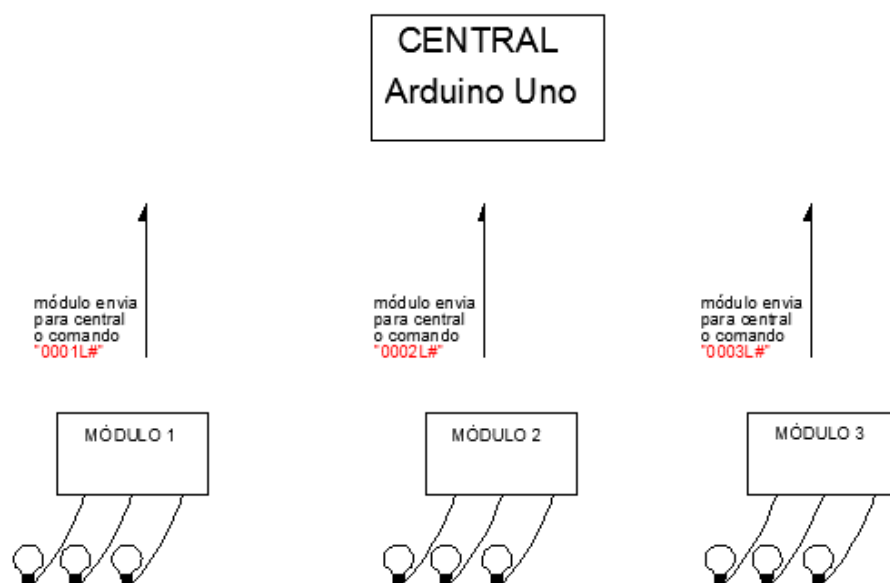 CENTRAL
Arduino Uno
módulo envia
para central
o comando
"0001L#"
módulo envia
para central
o comando
"0002L#"
módulo envia
para central
o comando
"0003L#"
MÓDULO 1
MÓDULO 2
MÓDULO 3